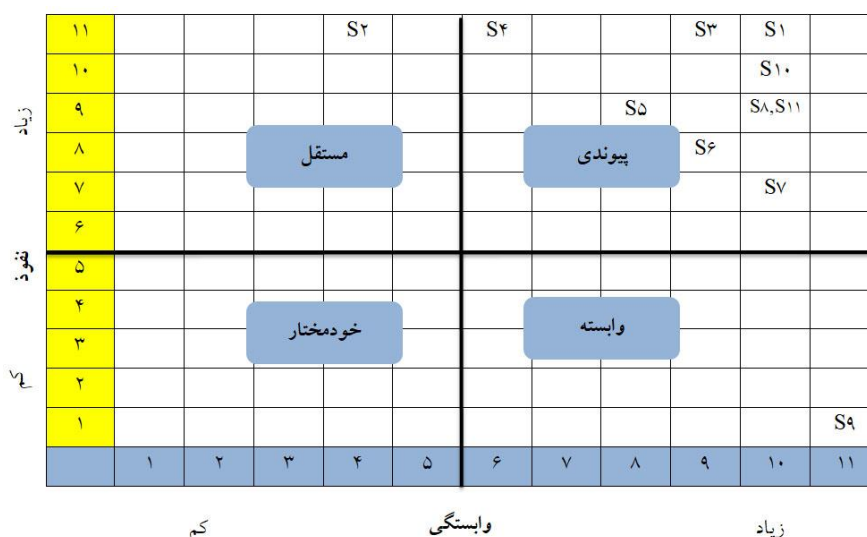 ۱۱ S۲ S۴ S۳ S۱
۱۰ S۱۰
زیاد ۹ S۵ S۸,S۱۱
۸ مستقل پیوندی S۶
۷ S۷
۶
نفوذ ۵
۴
خودمختار وابسته
۳
کم ۲
۱ S۹
۱ ۲ ۳ ۴ ۵ ۶ ۷ ۸ ۹ ۱۰ ۱۱
کم وابستگی زیاد